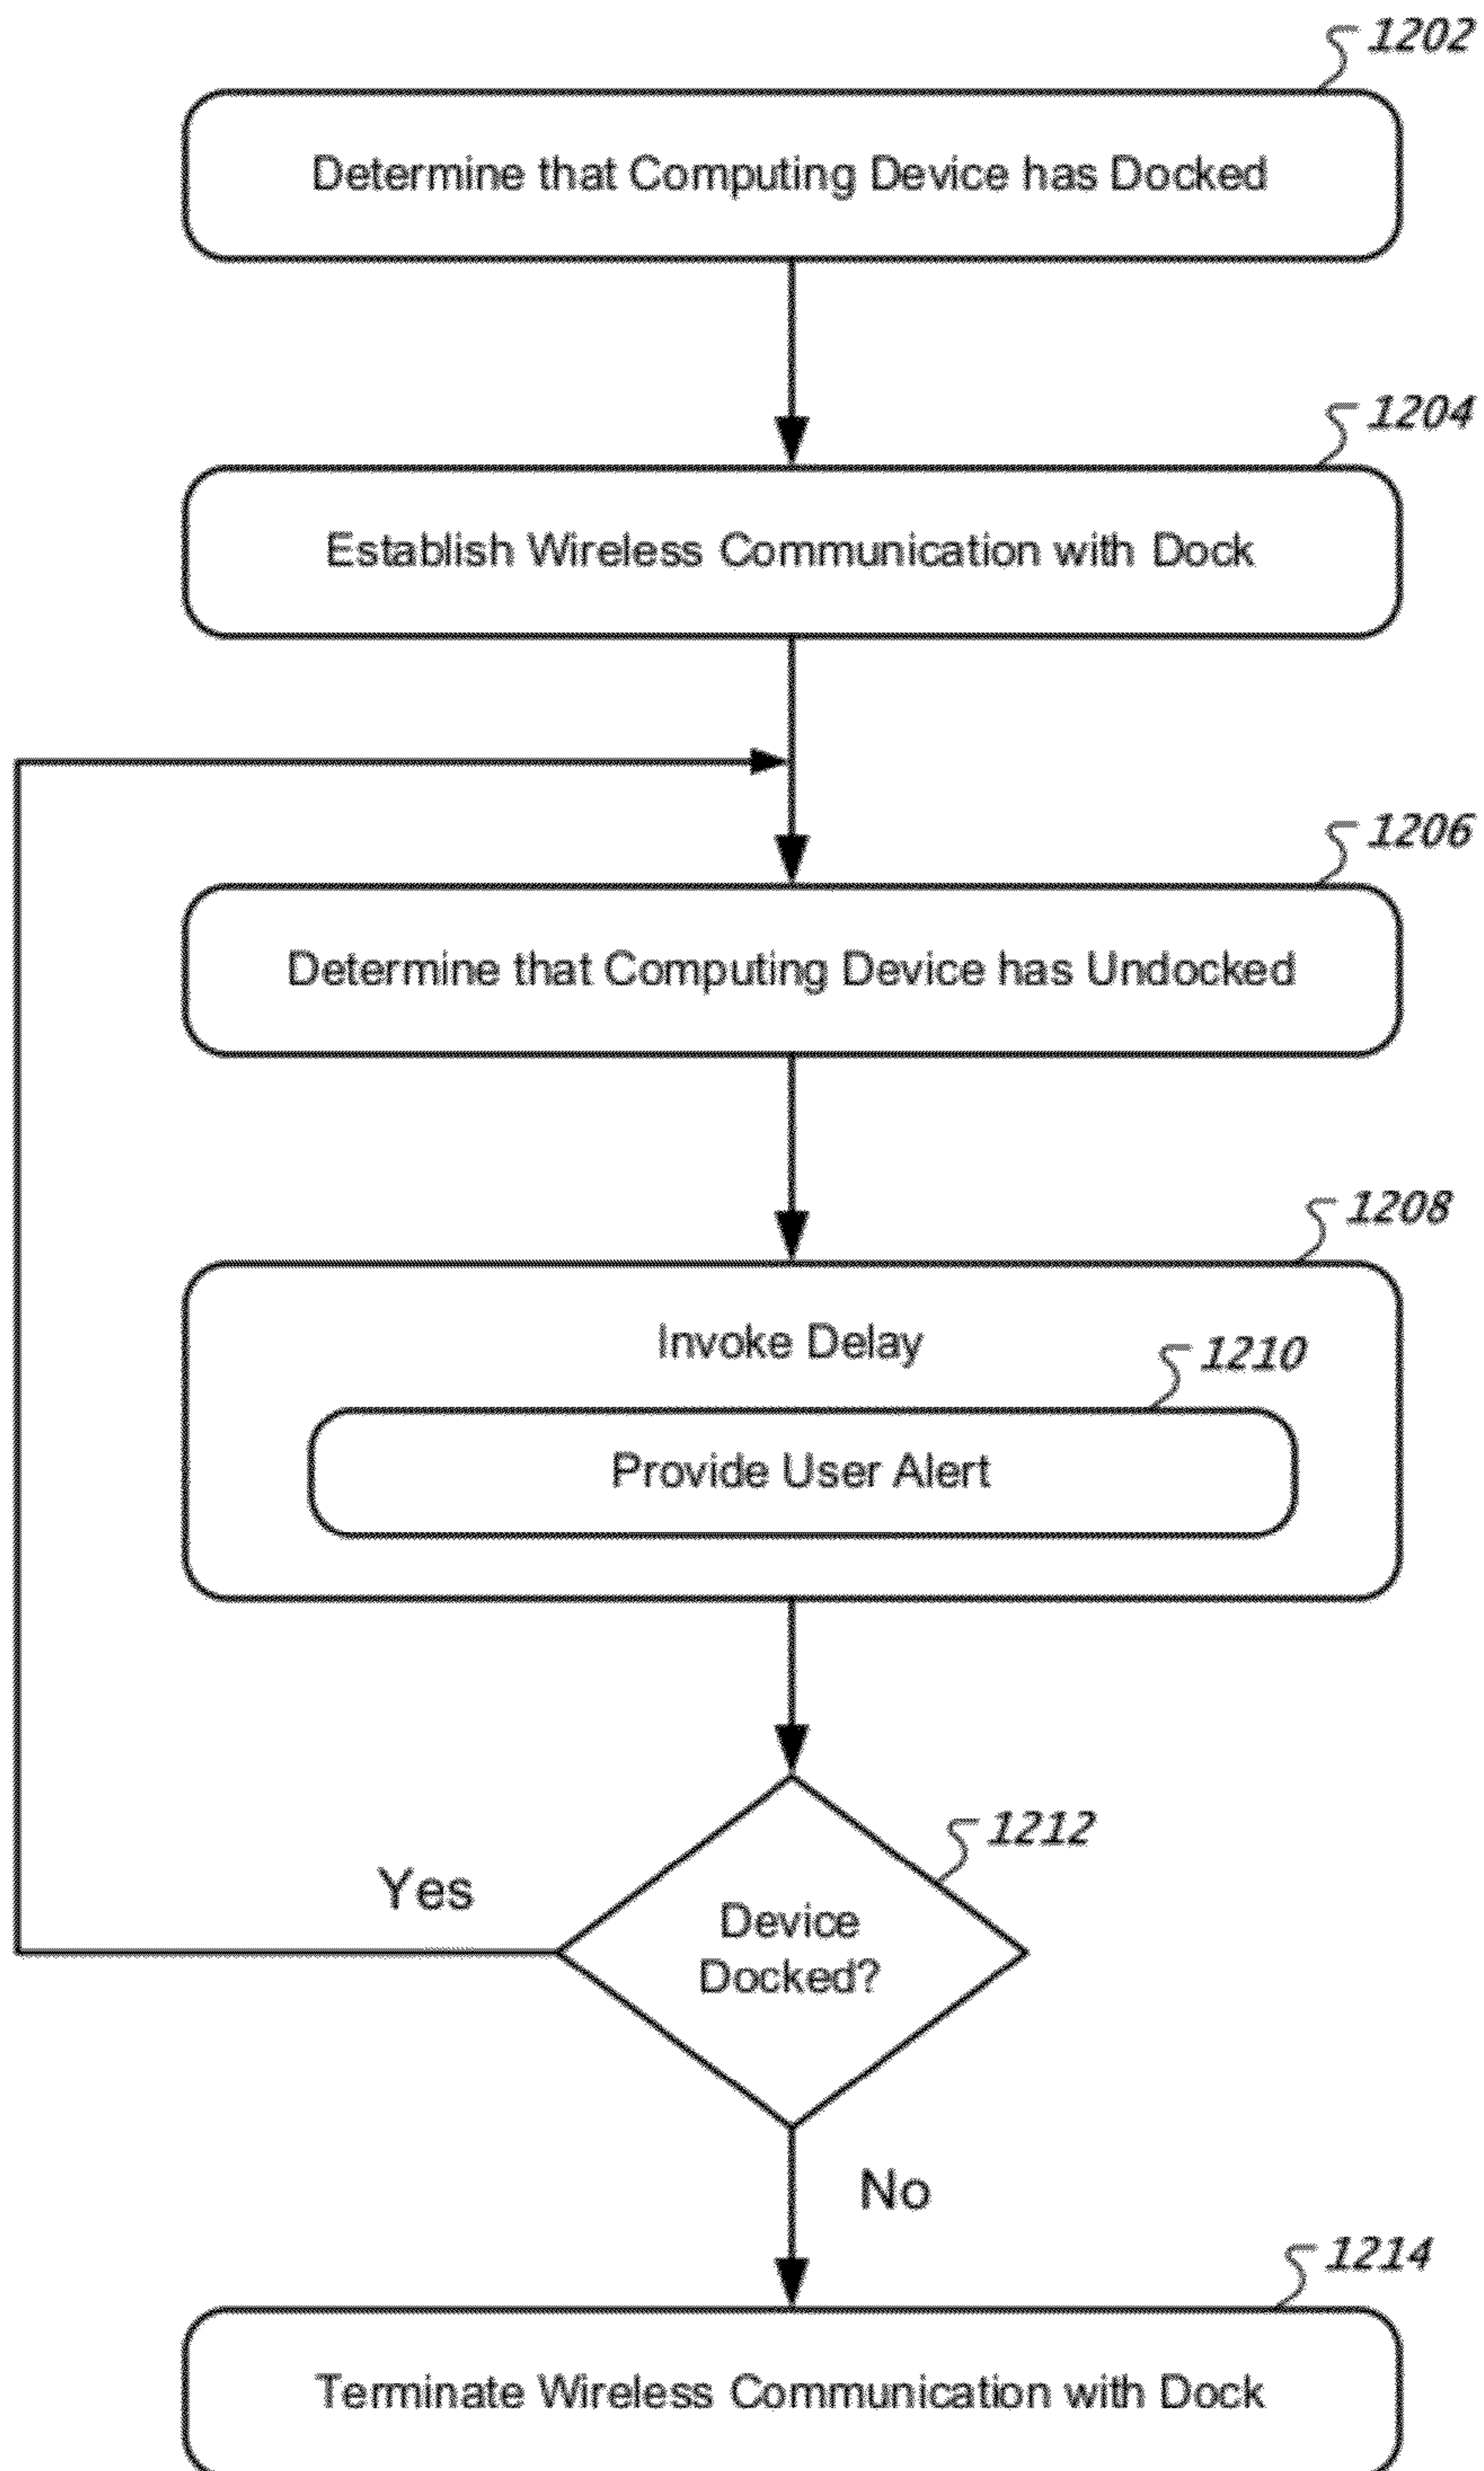 1202
Determine that Computing Device has Docked
1204
Establish Wireless Communication with Dock
1206
Determine that Computing Device has Undocked
1208
Invoke Delay
1210
Provide User Alert
1212
Device
Docked?
Yes
No
1214
Terminate Wireless Communication with Dock